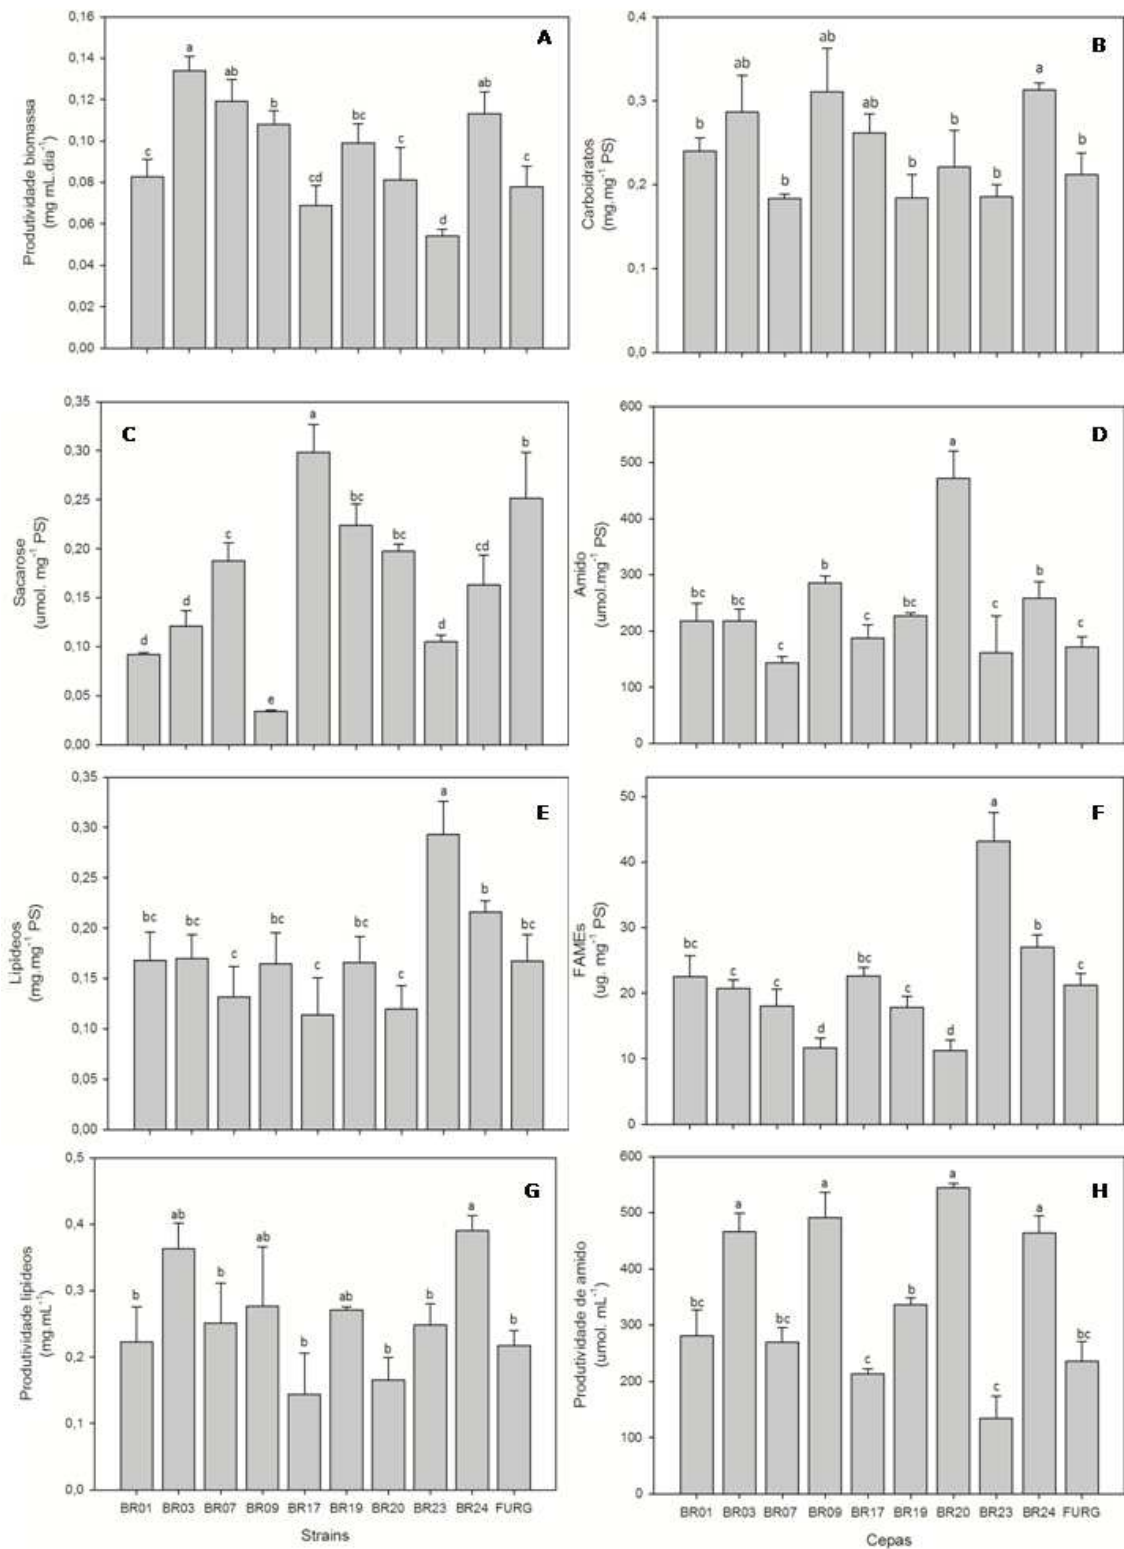 A
Produtividade biomassa
(mg mL.dia-1)
0,16
0,14
0,12
0,10
0,08
0,06
0,04
0,02
0,00
c
a
ab
b
cd
bc
c
d
ab
c
B
Carboidratos
(mg.mg-1 PS)
0,4
0,3
0,2
0,1
0,0
b
ab
b
ab
ab
b
b
b
a
b
C
Sacarose
(umol. mg-1 PS)
0,35
0,30
0,25
0,20
0,15
0,10
0,05
0,00
d
d
c
e
a
bc
bc
d
cd
b
D
Amido
(umol.mg-1 PS)
600
500
400
300
200
100
0
bc
bc
c
b
c
bc
a
c
b
c
E
Lipídeos
(mg.mg-1 PS)
0,35
0,30
0,25
0,20
0,15
0,10
0,05
0,00
bc
bc
c
bc
c
bc
c
a
b
bc
F
FAMEs
(ug. mg-1 PS)
50
40
30
20
10
0
bc
c
c
d
bc
c
d
a
b
c
G
Produtividade lipídeos
(mg.mL-1)
0,5
0,4
0,3
0,2
0,1
0,0
b
ab
b
ab
b
ab
b
b
a
b
BR01 BR03 BR07 BR09 BR17 BR19 BR20 BR23 BR24 FURG
Strains
H
Produtividade de amido
(umol. mL-1)
600
500
400
300
200
100
0
bc
a
bc
a
c
b
a
c
a
bc
BR01 BR03 BR07 BR09 BR17 BR19 BR20 BR23 BR24 FURG
Cepas